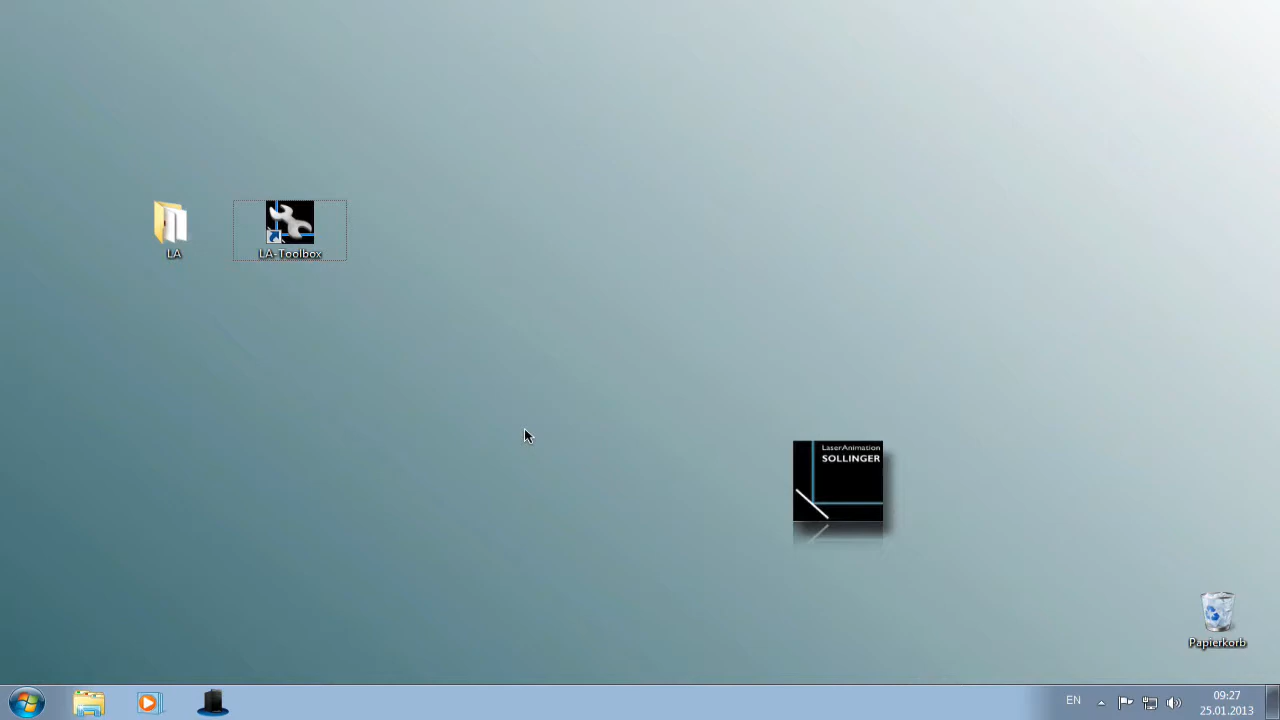 LA
LA-Toolbox
LaserAnimation
SOLLINGER
Papierkorb
EN
09:27
25.01.2013